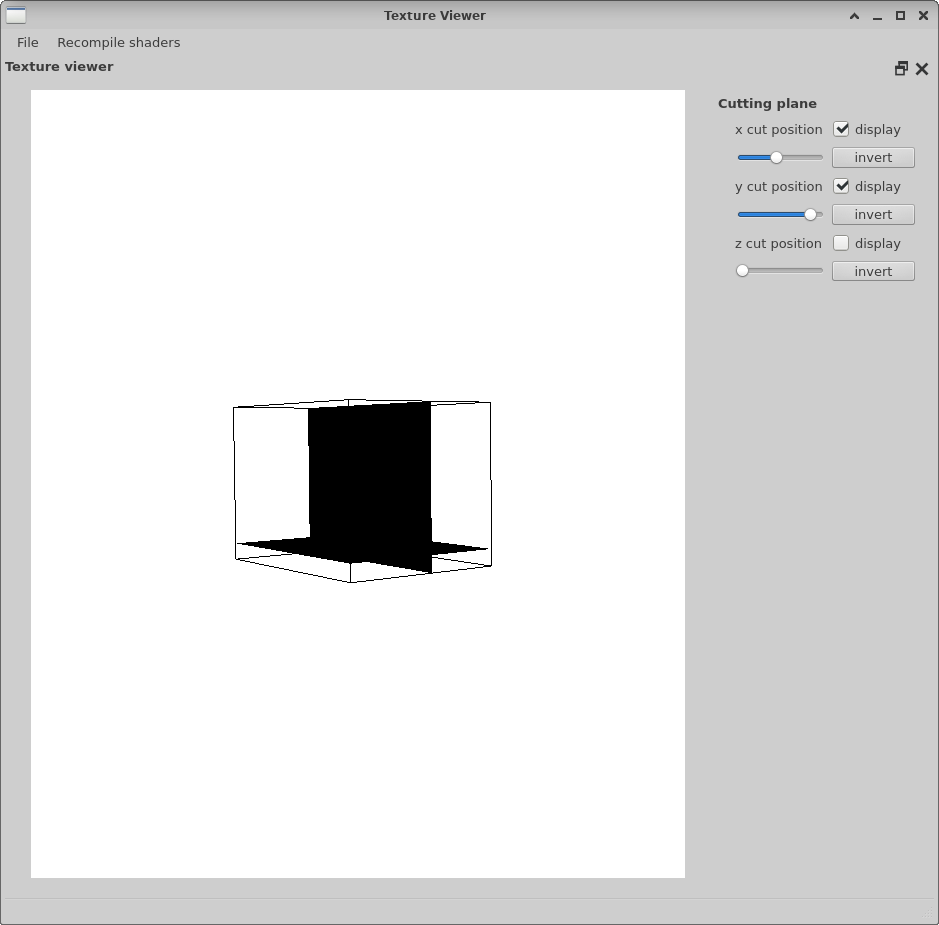 Texture Viewer
File Recompile shaders
Texture viewer
Cutting plane
x cut position display
invert
y cut position display
invert
z cut position display
invert